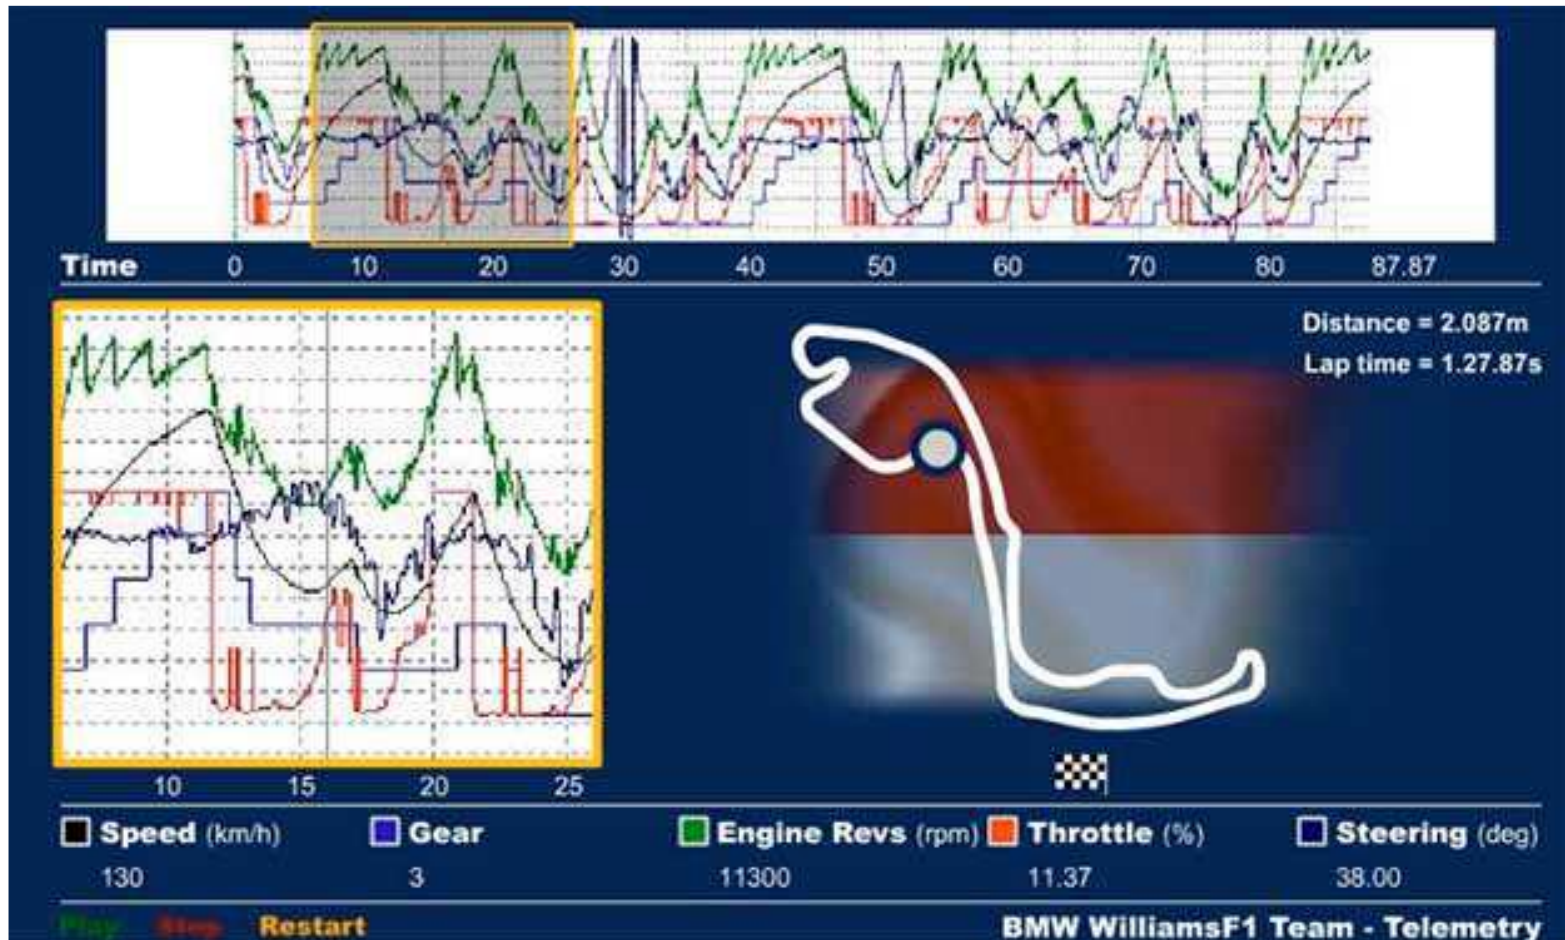 Time 0 10 20 30 40 50 60 70 80 87.87
Distance = 2.087m
Lap time = 1.27.87s
10 15 20 25
Speed (km/h) Gear Engine Revs (rpm) Throttle (%) Steering (deg)
130 3 11300 11.37 38.00
Play Stop Restart BMW WilliamsF1 Team - Telemetry